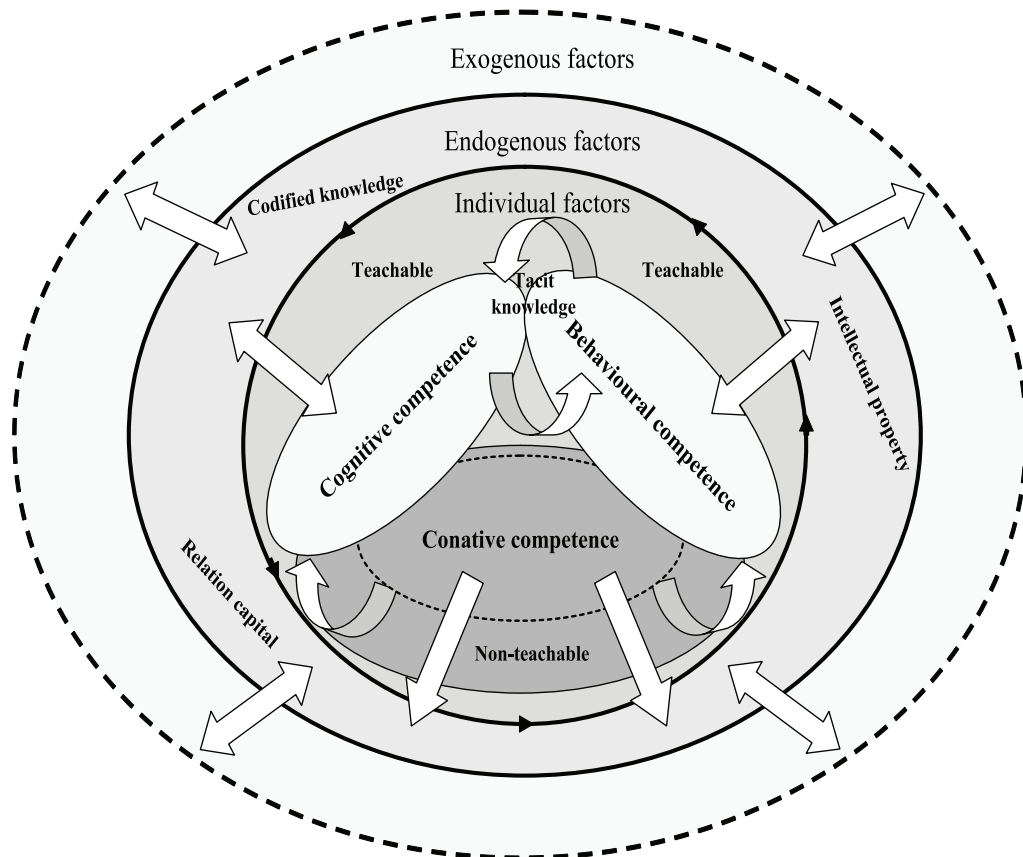 Exogenous factors
Endogenous factors
Codified knowledge
Individual factors
Teachable
Teachable
Tacit
knowledge
Intellectual property
Cognitive competence
Behavioural competence
Conative competence
Relation capital
Non-teachable